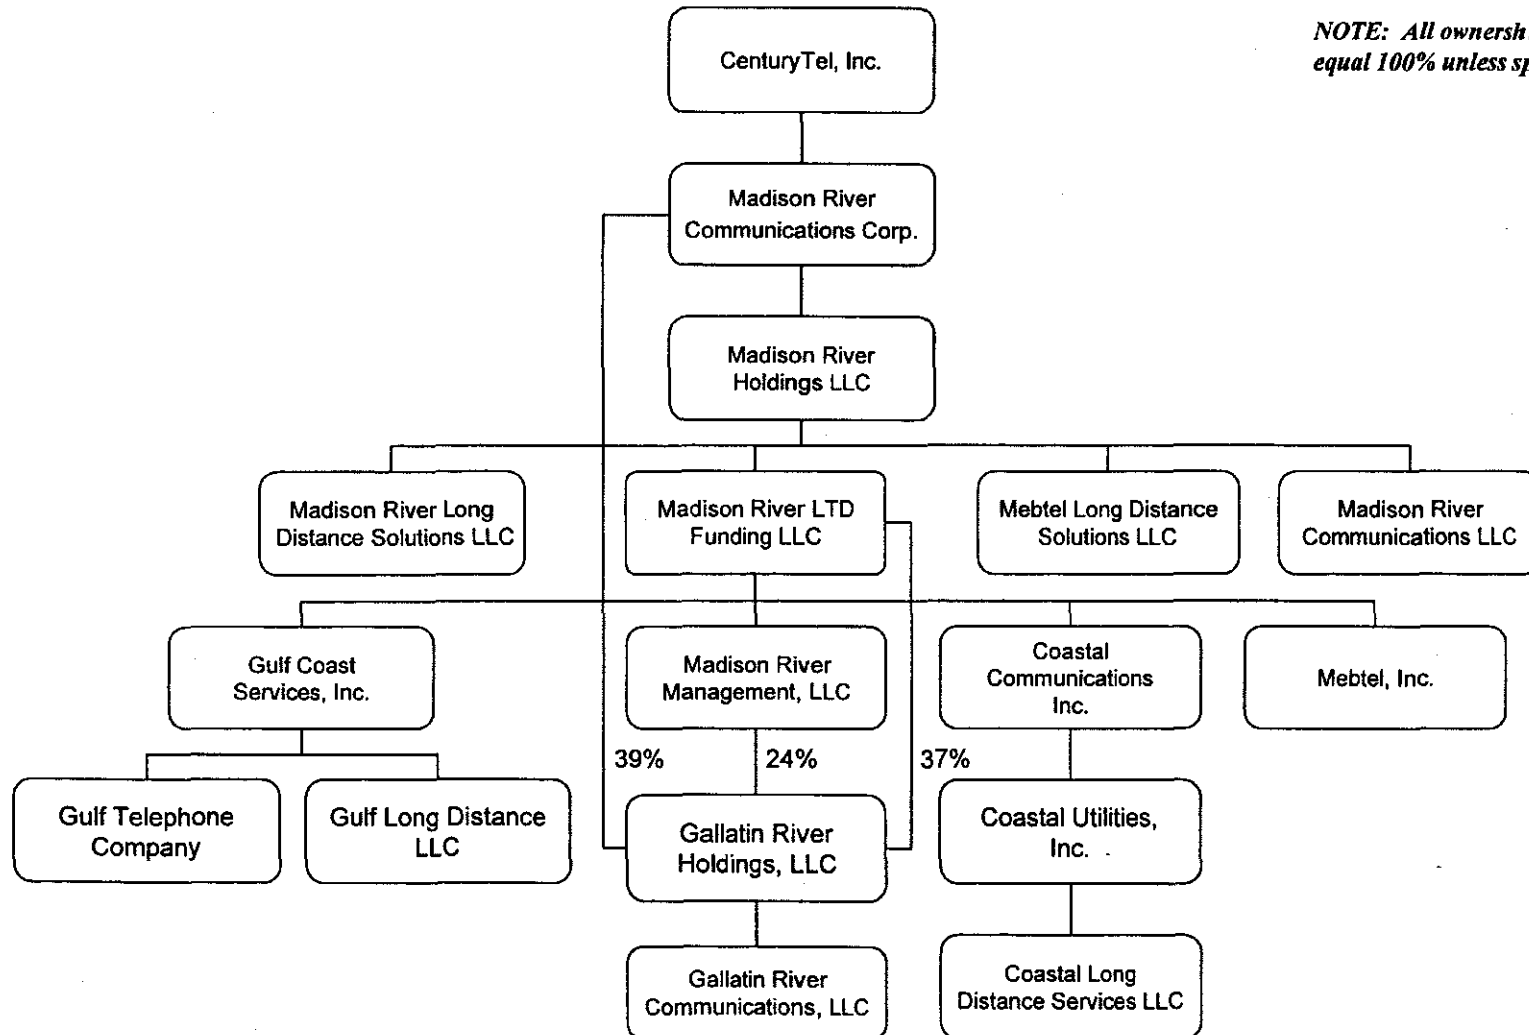 NOTE: All
equal 100% unless
CenturyTel, Inc.
Madison River
Communications Corp.
Madison River
Holdings LLC
Madison River Long
Distance Solutions LLC
Madison River LTD
Funding LLC
Mebtel Long Distance
Solutions LLC
Madison River
Communications LLC
Gulf Coast
Services, Inc.
Madison River
Management, LLC
Coastal
Communications
Inc.
Mebtel, Inc.
39%
24%
37%
Gulf Telephone
Company
Gulf Long Distance
LLC
Gallatin River
Holdings, LLC
Coastal Utilities,
Inc.
Gallatin River
Communications, LLC
Coastal Long
Distance Services LLC